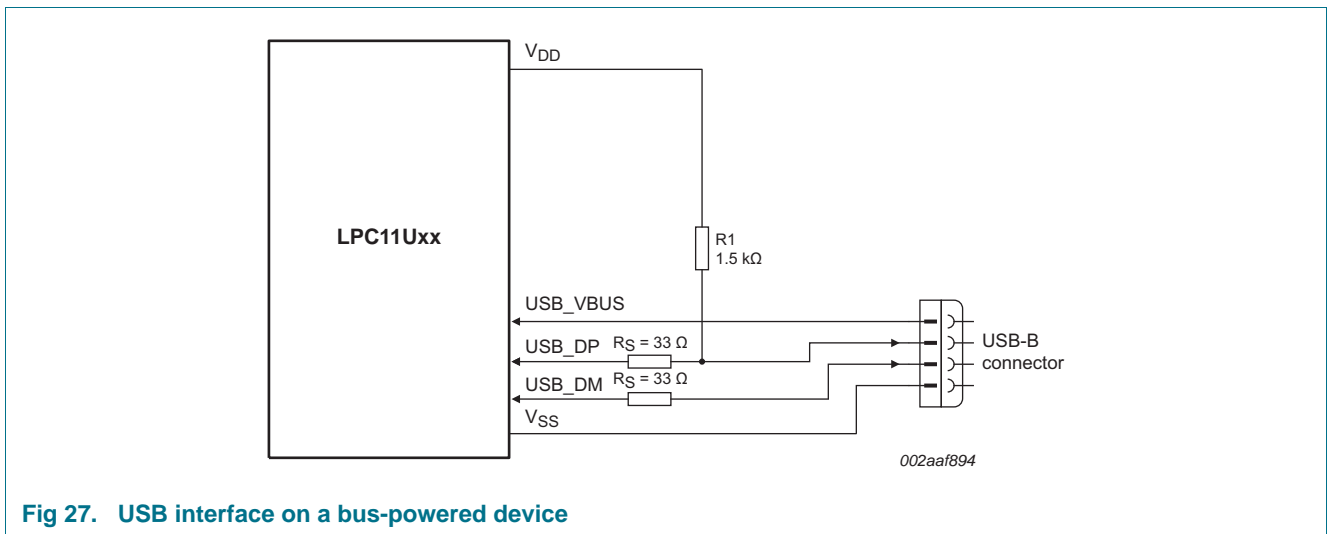 VDD
R1
1.5 kΩ
LPC11Uxx
USB_VBUS
USB_DP RS = 33 Ω
USB_DM RS = 33 Ω
VSS
USB-B
connector
002aaf894
Fig 27. USB interface on a bus-powered device